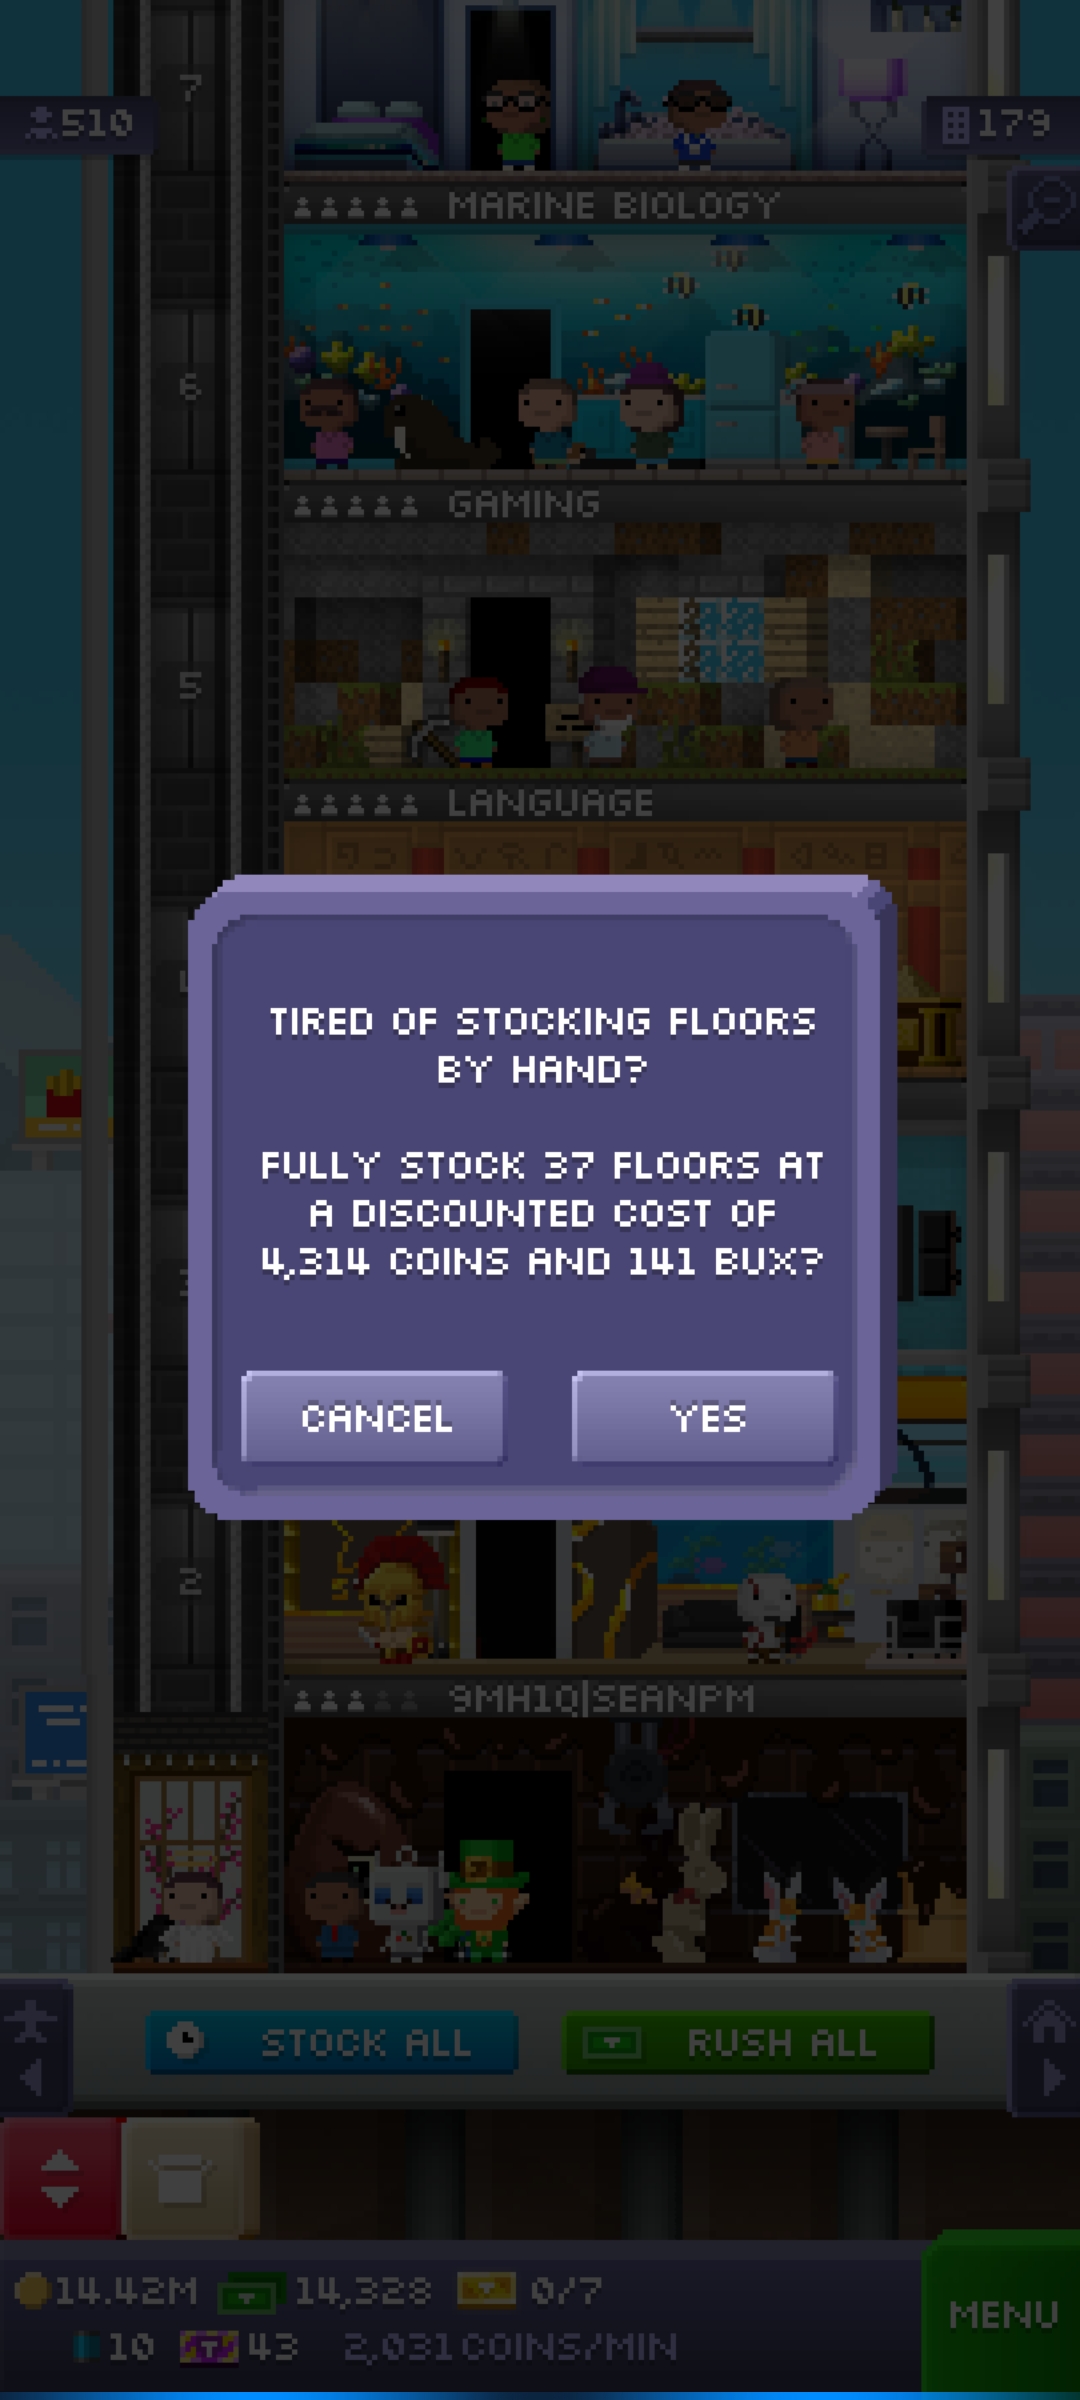 7
510
179
MARINE BIOLOGY
6
GAMING
5
LANGUAGE
TIRED OF STOCKING FLOORS
BY HAND?
FULLY STOCK 37 FLOORS AT
A DISCOUNTED COST OF
4,314 COINS AND 141 BUX?
CANCEL
YES
2
9MH1Q|SEANPM
STOCK ALL
RUSH ALL
14.42M
14,328
0/7
MENU
10
43
2,031 COINS/MIN